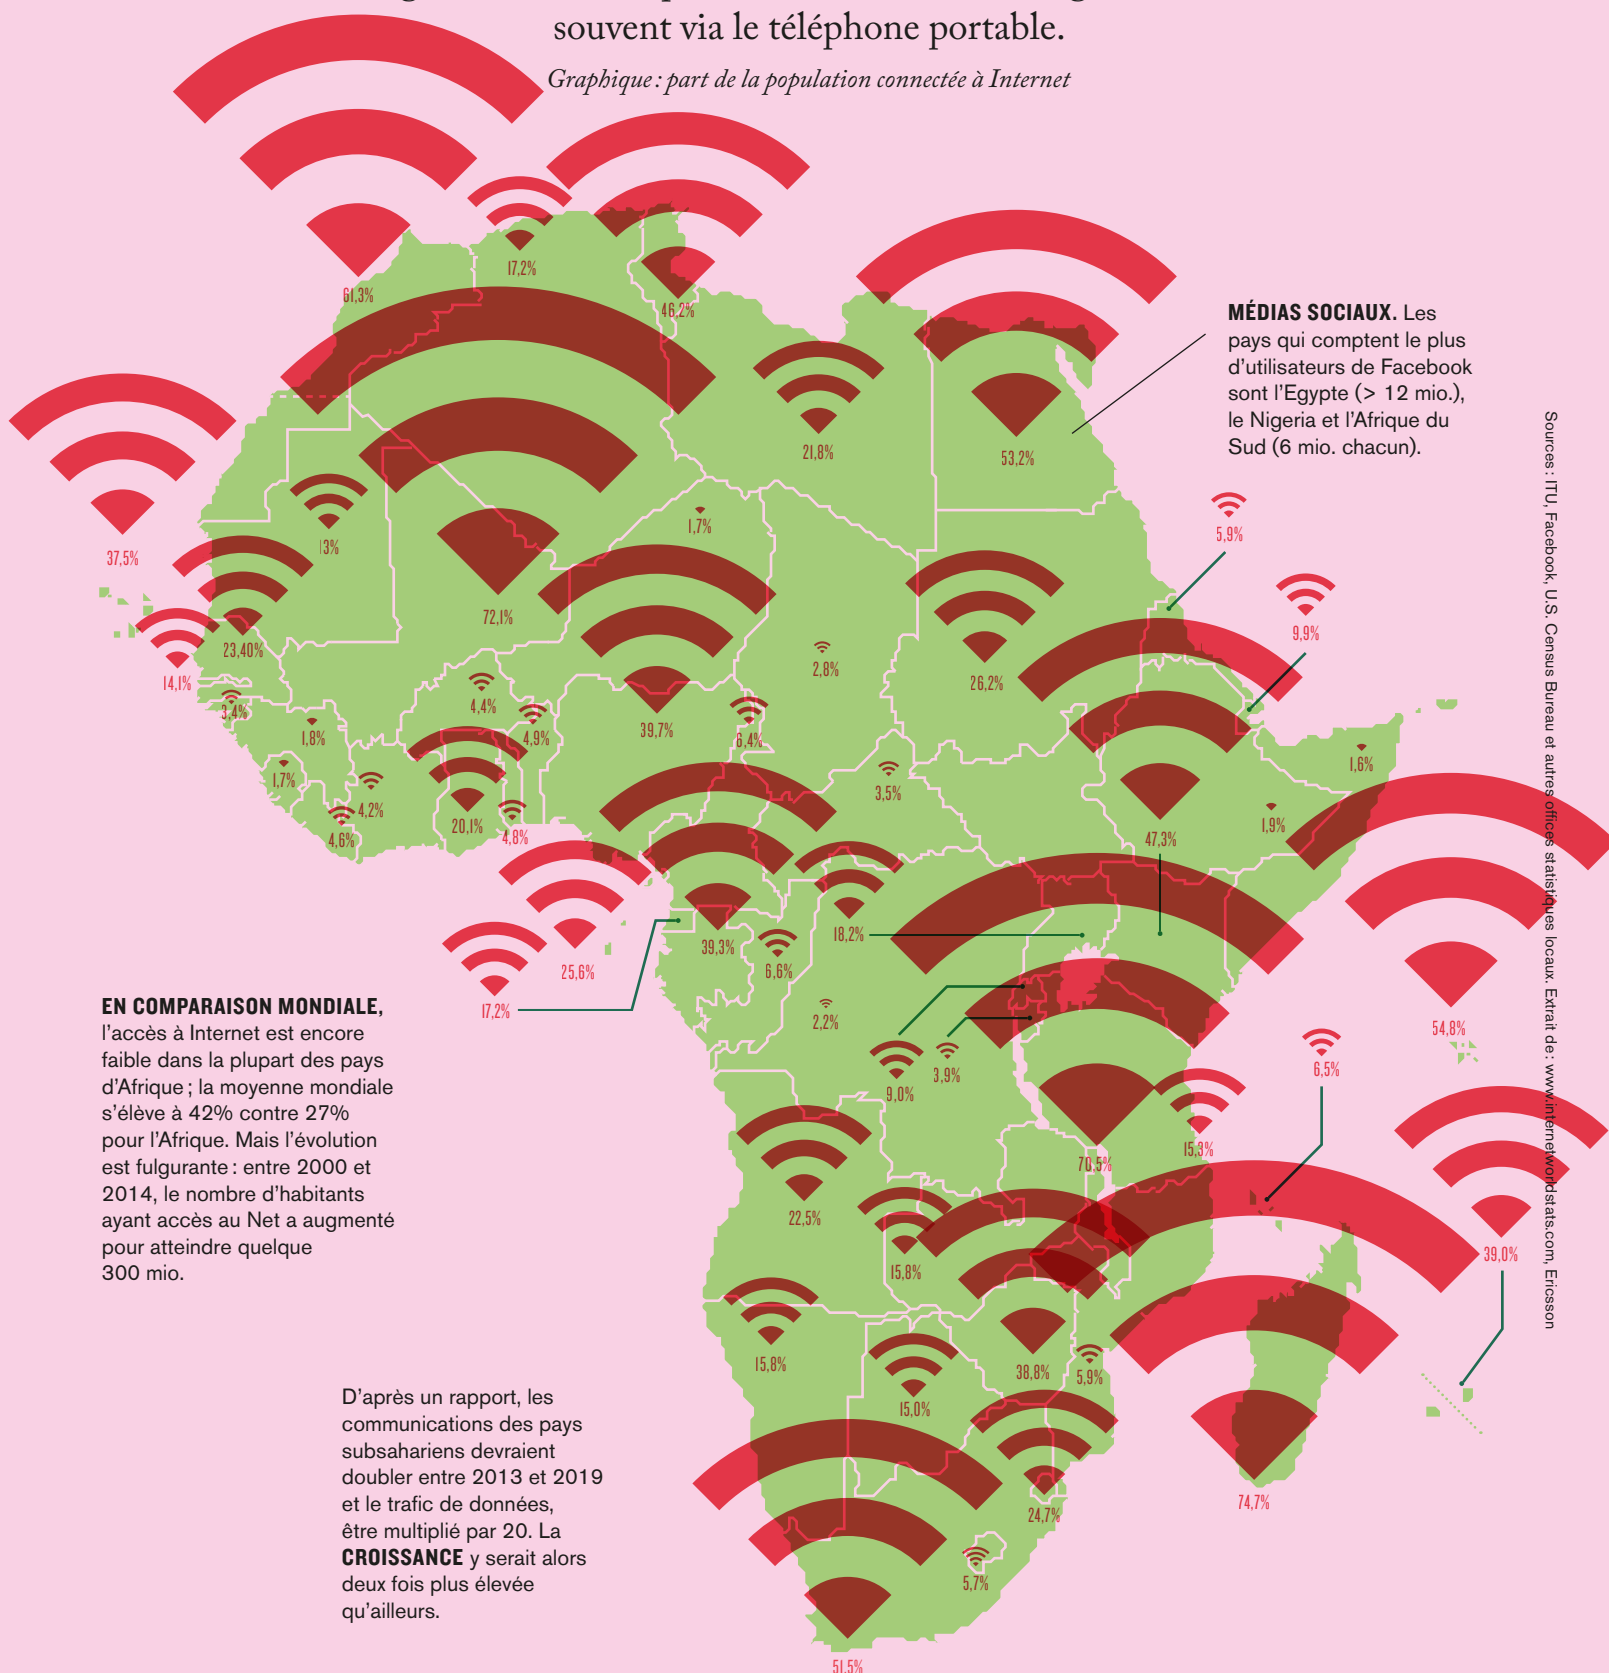 souvent via le téléphone portable.
Graphique : part de la population connectée à Internet
17,2%
61,3%
46,2%
MÉDIAS SOCIAUX. Les
pays qui comptent le plus
d'utilisateurs de Facebook
sont l'Egypte (> 12 mio.),
le Nigeria et l'Afrique du
Sud (6 mio. chacun).
21,8%
53,2%
1,7%
5,9%
37,5%
13%
72,1%
9,9%
23,40%
2,8%
14,1%
26,2%
3,4%
4,4%
1,8%
4,9%
39,7%
6,4%
1,6%
1,7%
4,2%
3,5%
4,6%
20,1%
4,8%
1,9%
47,3%
18,2%
39,3%
6,6%
25,6%
17,2%
2,2%
54,8%
EN COMPARAISON MONDIALE,
l'accès à Internet est encore
faible dans la plupart des pays
d'Afrique ; la moyenne mondiale
s'élève à 42% contre 27%
pour l'Afrique. Mais l'évolution
est fulgurante : entre 2000 et
2014, le nombre d'habitants
ayant accès au Net a augmenté
pour atteindre quelque
300 mio.
9,0%
3,9%
6,5%
15,3%
70,5%
22,5%
15,8%
39,0%
15,8%
38,8%
5,9%
15,0%
D'après un rapport, les
communications des pays
subsahariens devraient
doubler entre 2013 et 2019
et le trafic de données,
être multiplié par 20. La
CROISSANCE y serait alors
deux fois plus élevée
qu'ailleurs.
24,7%
74,7%
5,7%
51,5%
Sources : ITU, Facebook, U.S. Census Bureau et autres offices statistiques locaux. Extrait de : www.internetworldstats.com, Ericsson